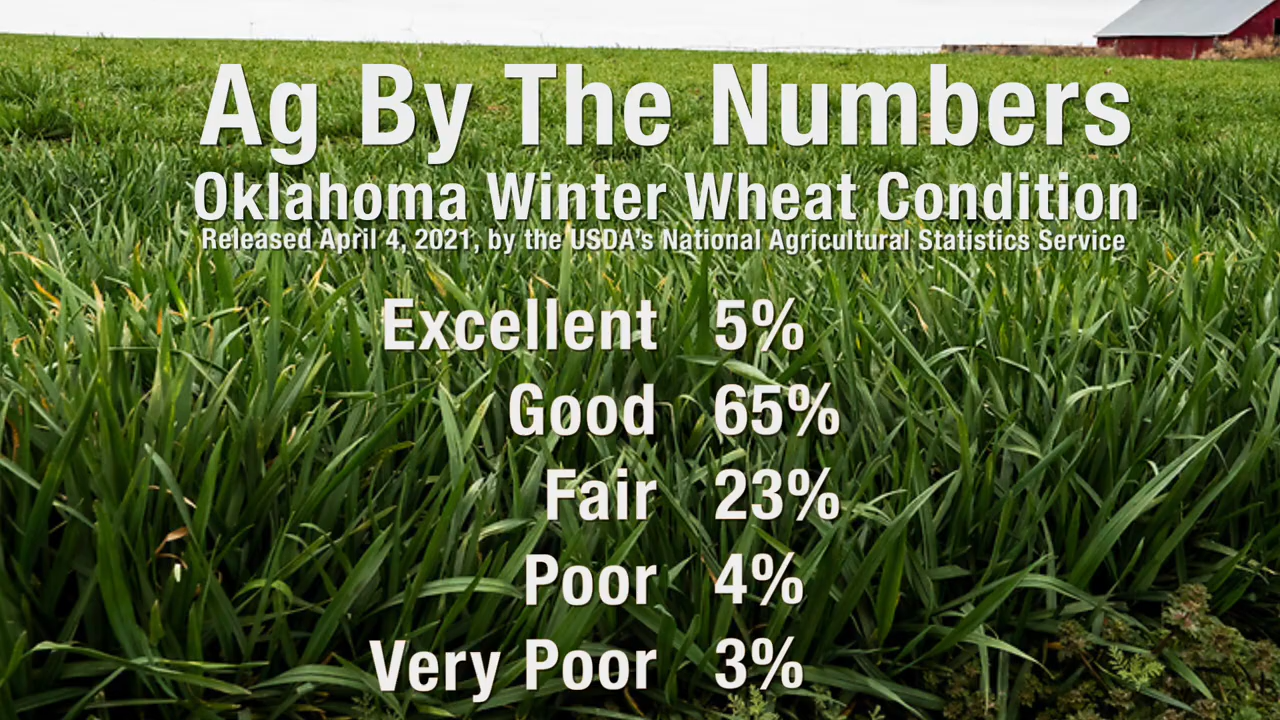 Ag By The Numbers
Oklahoma Winter Wheat Condition
Released April 4, 2021, by the USDA's National Agricultural Statistics Service
Excellent 5%
Good 65%
Fair 23%
Poor 4%
Very Poor 3%